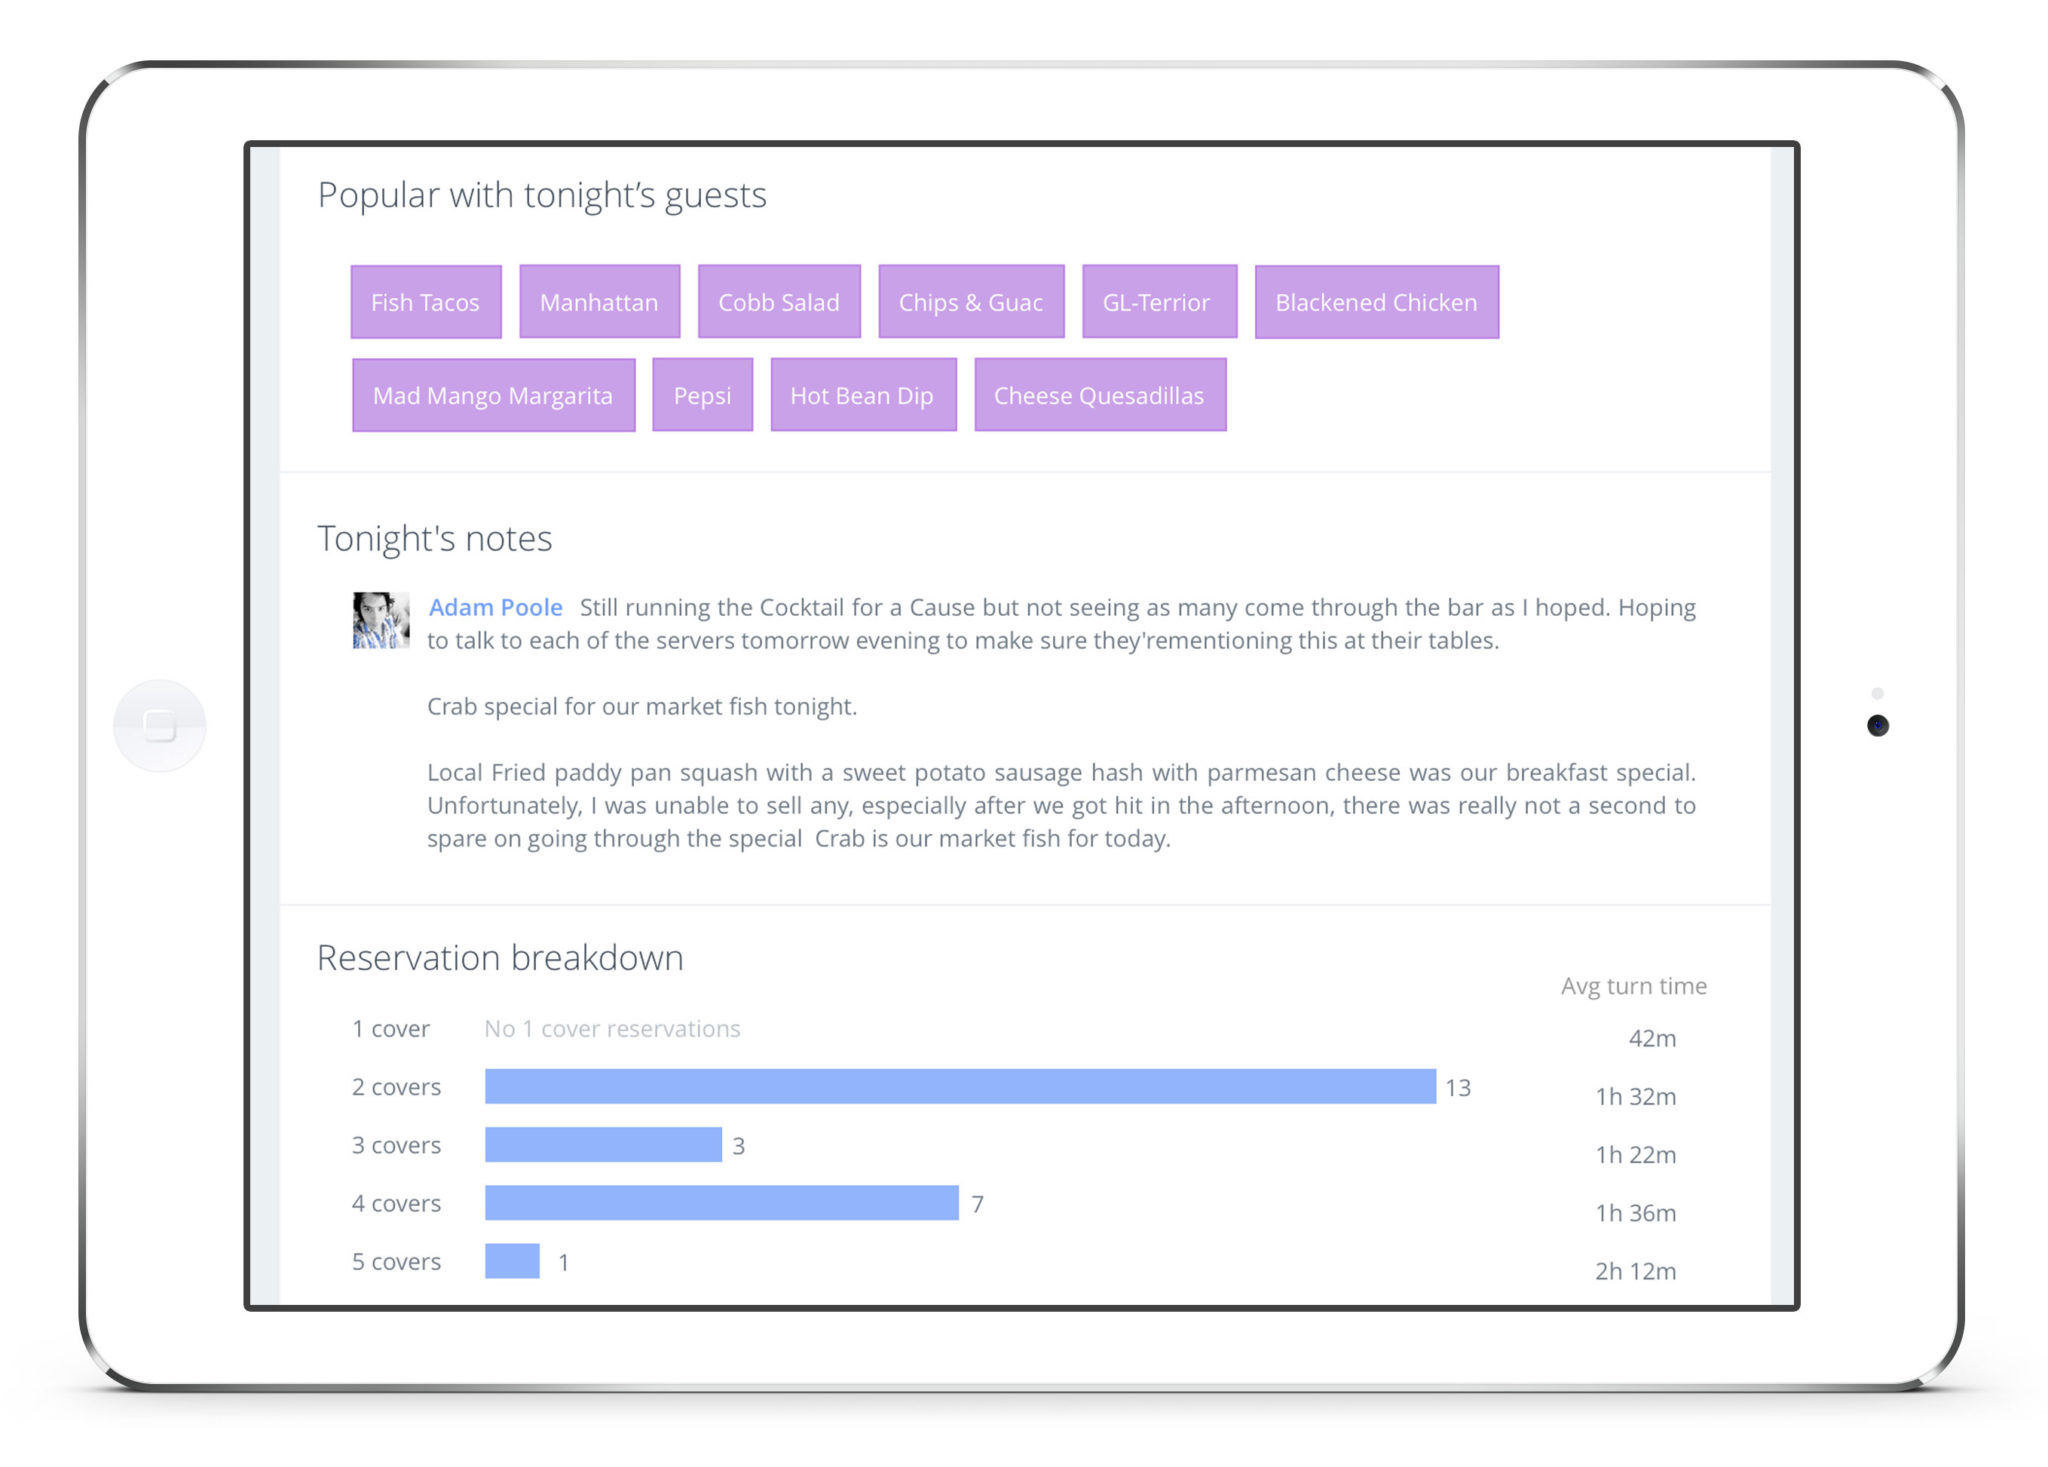 Popular with tonight’s guests
Fish Tacos Manhattan Cobb Salad Chips & Guac GL-Terrior Blackened Chicken
Mad Mango Margarita Pepsi Hot Bean Dip Cheese Quesadillas
Tonight's notes
Adam Poole Still running the Cocktail for a Cause but not seeing as many come through the bar as I hoped. Hoping
to talk to each of the servers tomorrow evening to make sure they'rementioning this at their tables.
Crab special for our market fish tonight.
Local Fried paddy pan squash with a sweet potato sausage hash with parmesan cheese was our breakfast special.
Unfortunately, I was unable to sell any, especially after we got hit in the afternoon, there was really not a second to
spare on going through the special Crab is our market fish for today.
Reservation breakdown
Avg turn time
1 cover No 1 cover reservations 42m
2 covers 13 1h 32m
3 covers 3 1h 22m
4 covers 7 1h 36m
5 covers 1 2h 12m